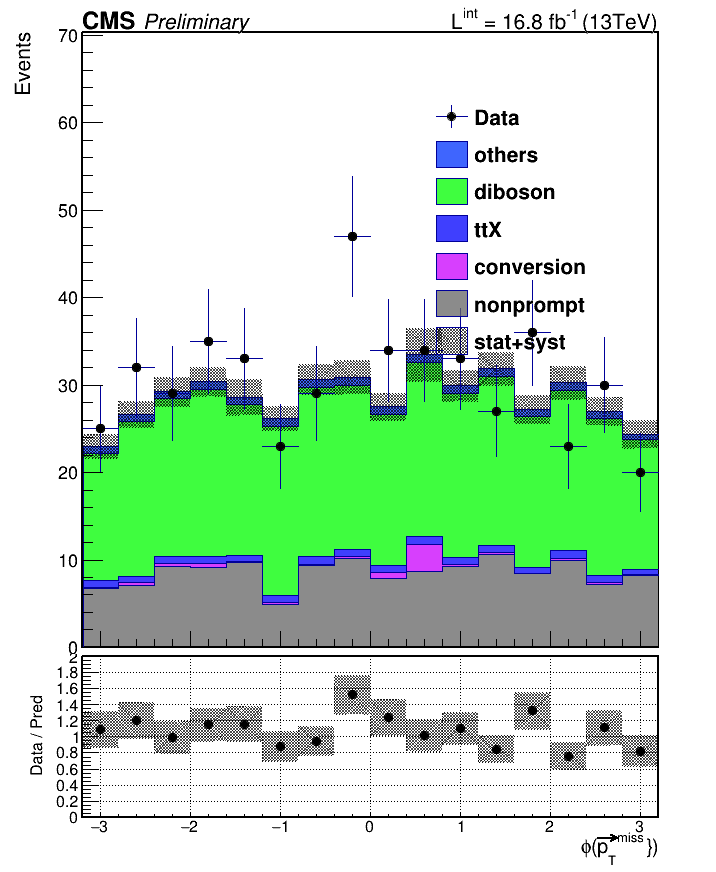 CMS Preliminary
L^int = 16.8 fb^-1 (13TeV)
Events
70
60
50
40
30
20
10
0
Data
others
diboson
ttX
conversion
nonprompt
stat+syst
Data / Pred
2
1.8
1.6
1.4
1.2
1
0.8
0.6
0.4
0.2
0
−3 −2 −1 0 1 2 3
ϕ(p_T^miss})